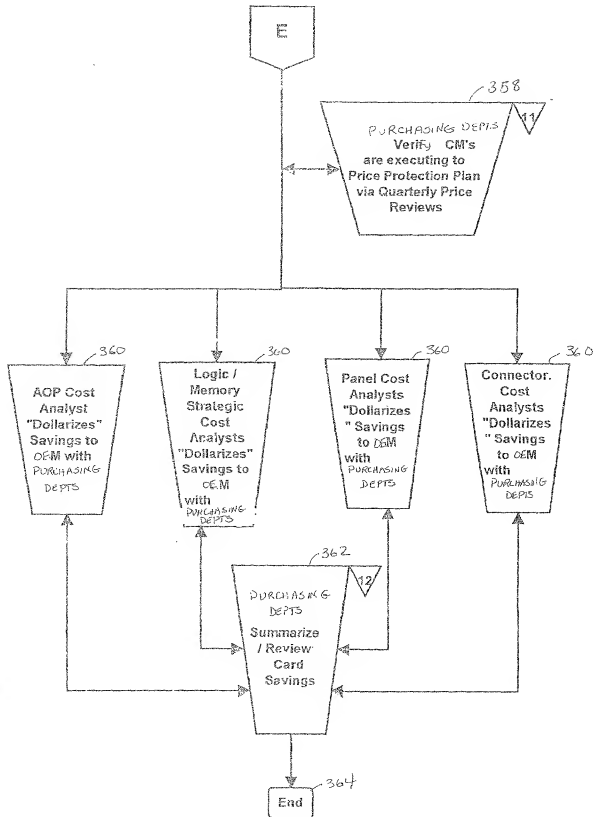 E
358
11
PURCHASING DEPTS
Verify CM's
are executing to
Price Protection Plan
via Quarterly Price
Reviews
360
AOP Cost
Analyst
"Dollarizes"
Savings to
OEM with
PURCHASING
DEPTS
360
Logic /
Memory
Strategic
Cost
Analysts
"Dollarizes"
Savings to
OEM
with
PURCHASING
DEPTS
360
Panel Cost
Analysts
"Dollarizes
" Savings
to OEM
with
PURCHASING
DEPTS
360
Connector.
Cost
Analysts
"Dollarizes
" Savings
to OEM
with
PURCHASING
DEPTS
362
12
PURCHASING
DEPTS
Summarize
/ Review
Card
Savings
364
End